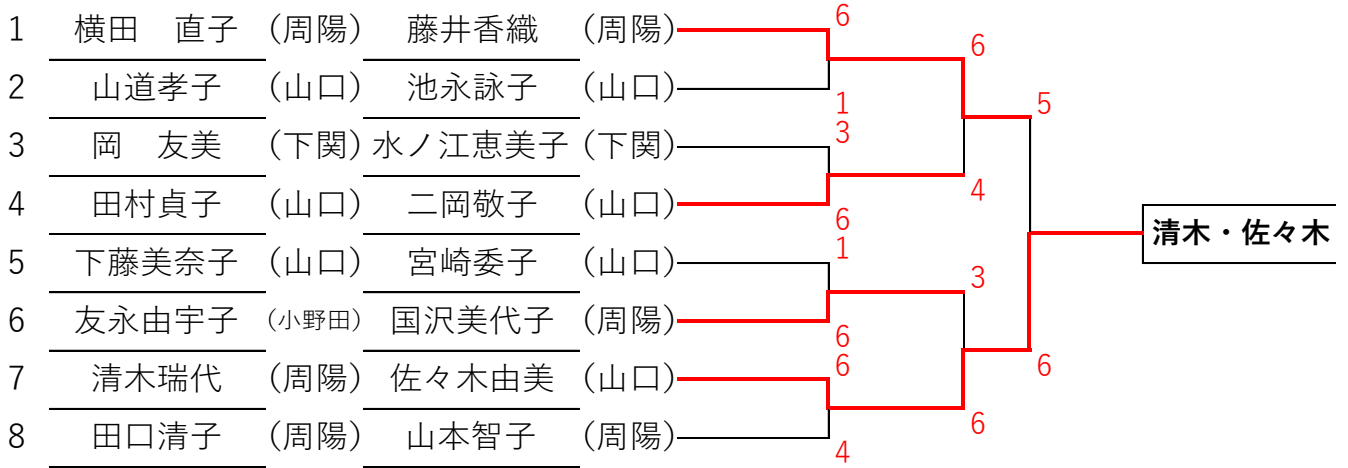 1 横田　直子 (周陽) 藤井香織 (周陽) 6
6
2 山道孝子 (山口) 池永詠子 (山口) 1
5
3 岡　友美 (下関) 水ノ江恵美子 (下関) 3
4
4 田村貞子 (山口) 二岡敬子 (山口) 6
清木・佐々木
5 下藤美奈子 (山口) 宮崎委子 (山口) 1
3
6 友永由宇子 (小野田) 国沢美代子 (周陽) 6
6
7 清木瑞代 (周陽) 佐々木由美 (山口) 6
6
8 田口清子 (周陽) 山本智子 (周陽) 4